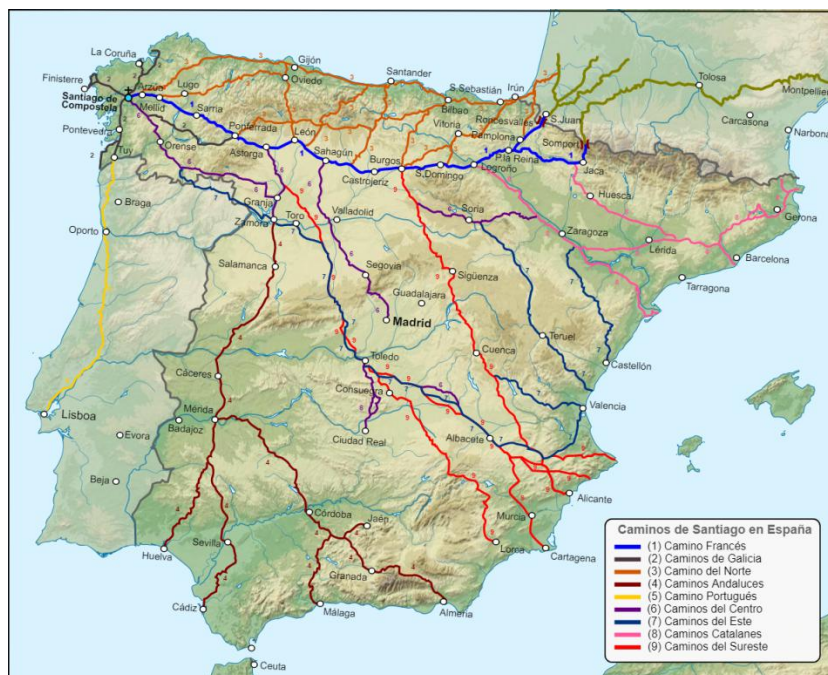 La Coruña
Gijón
Finisterre
Arzúa
Lugo
Oviedo
Santander
S.Sebastián
Irún
Bilbao
Santiago de
Compostela
Mellid
Sarria
Roncesvalles
S.Juan
Tolosa
Montpellier
Carcasona
Narbona
Pontevedra
Ponferrada
León
Vitoria
Pamplona
Somport
Tuy
Orense
Astorga
Sahagún
Burgos
P.la Reina
Jaca
Castrojeriz
S.Domingo
Logroño
Huesca
Braga
Granja
Zamora
Toro
Valladolid
Soria
Gerona
Oporto
Zaragoza
Lérida
Barcelona
Salamanca
Segovia
Sigüenza
Tarragona
Guadalajara
Madrid
Teruel
Castellón
Toledo
Cuenca
Cáceres
Consuegra
Lisboa
Mérida
Badajoz
Valencia
Evora
Ciudad Real
Albacete
Beja
Alicante
Córdoba
Jaén
Murcia
Huelva
Sevilla
Lorca
Cartagena
Granada
Cádiz
Málaga
Almería
Ceuta
Caminos de Santiago en España
(1) Camino Francés
(2) Caminos de Galicia
(3) Camino del Norte
(4) Caminos Andaluces
(5) Camino Portugués
(6) Caminos del Centro
(7) Caminos del Este
(8) Caminos Catalanes
(9) Caminos del Sureste